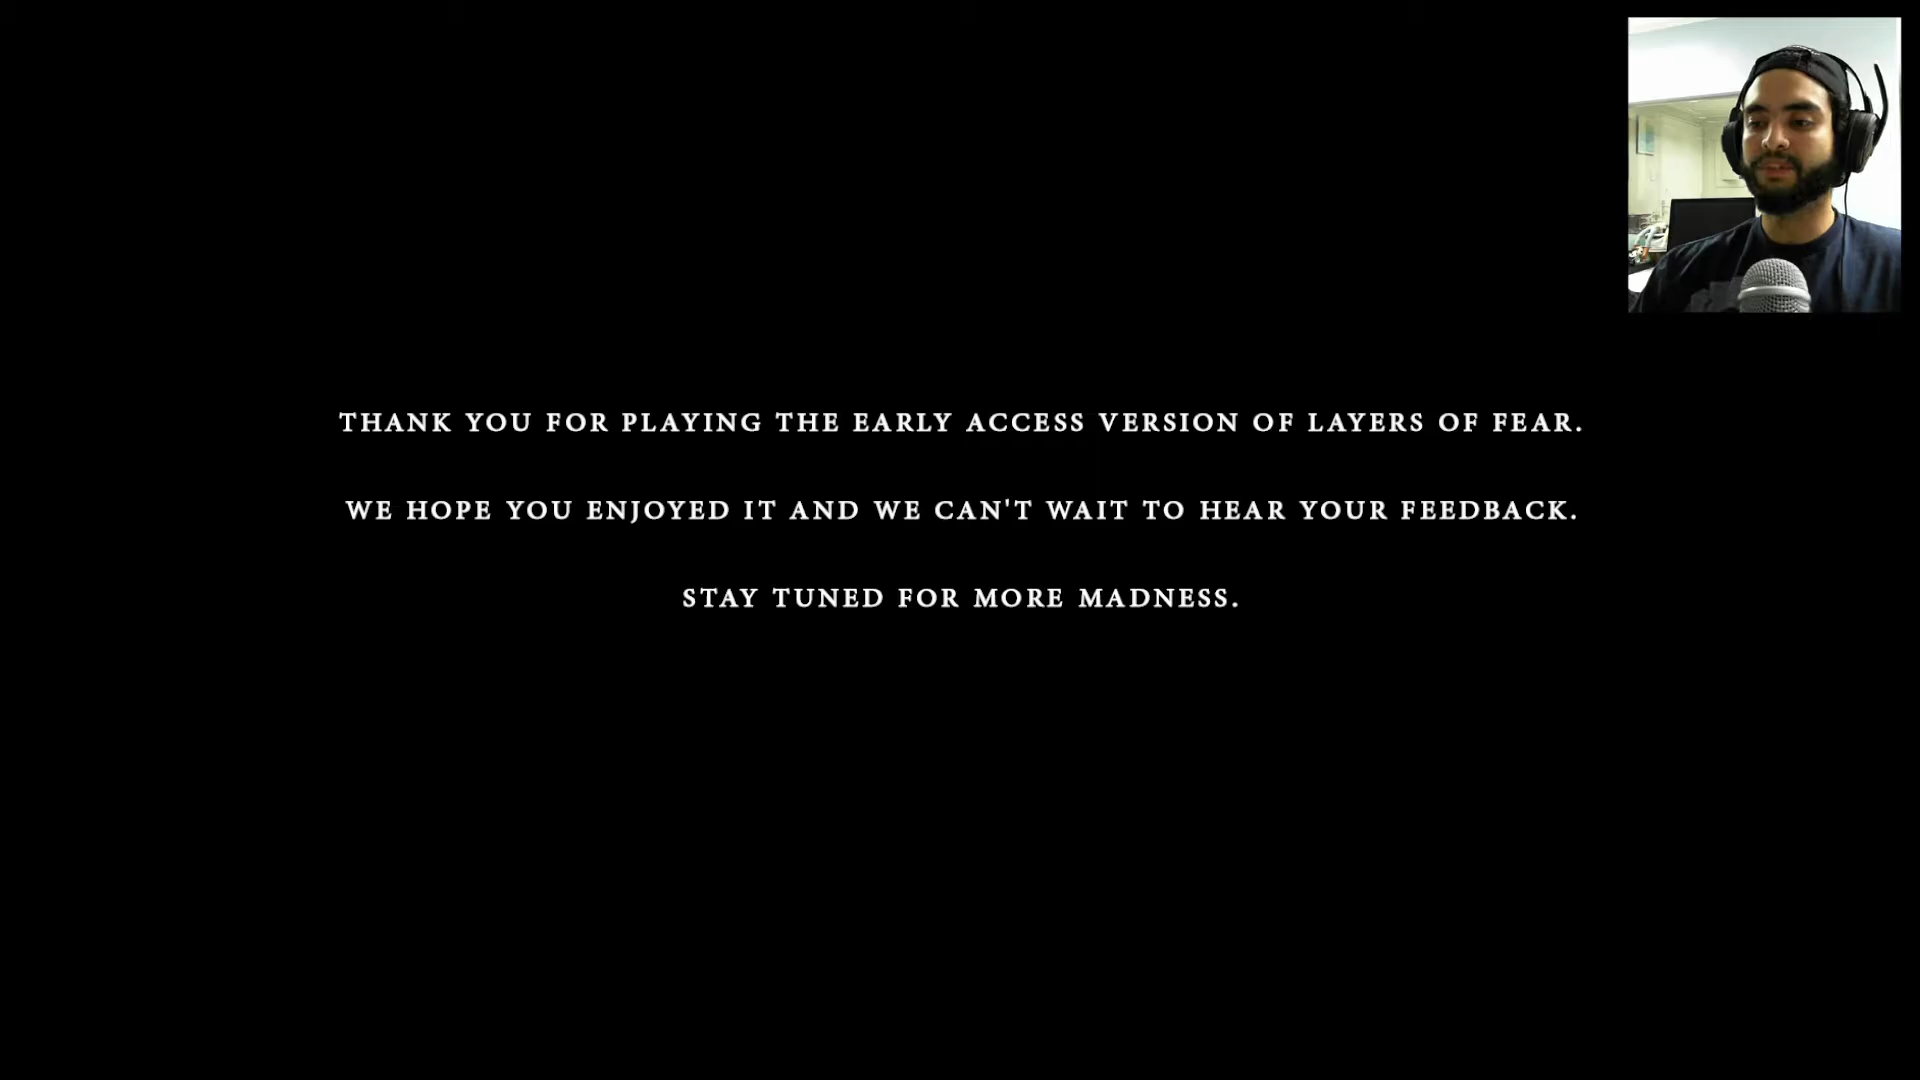 THANK YOU FOR PLAYING THE EARLY ACCESS VERSION OF LAYERS OF FEAR.
WE HOPE YOU ENJOYED IT AND WE CAN'T WAIT TO HEAR YOUR FEEDBACK.
STAY TUNED FOR MORE MADNESS.